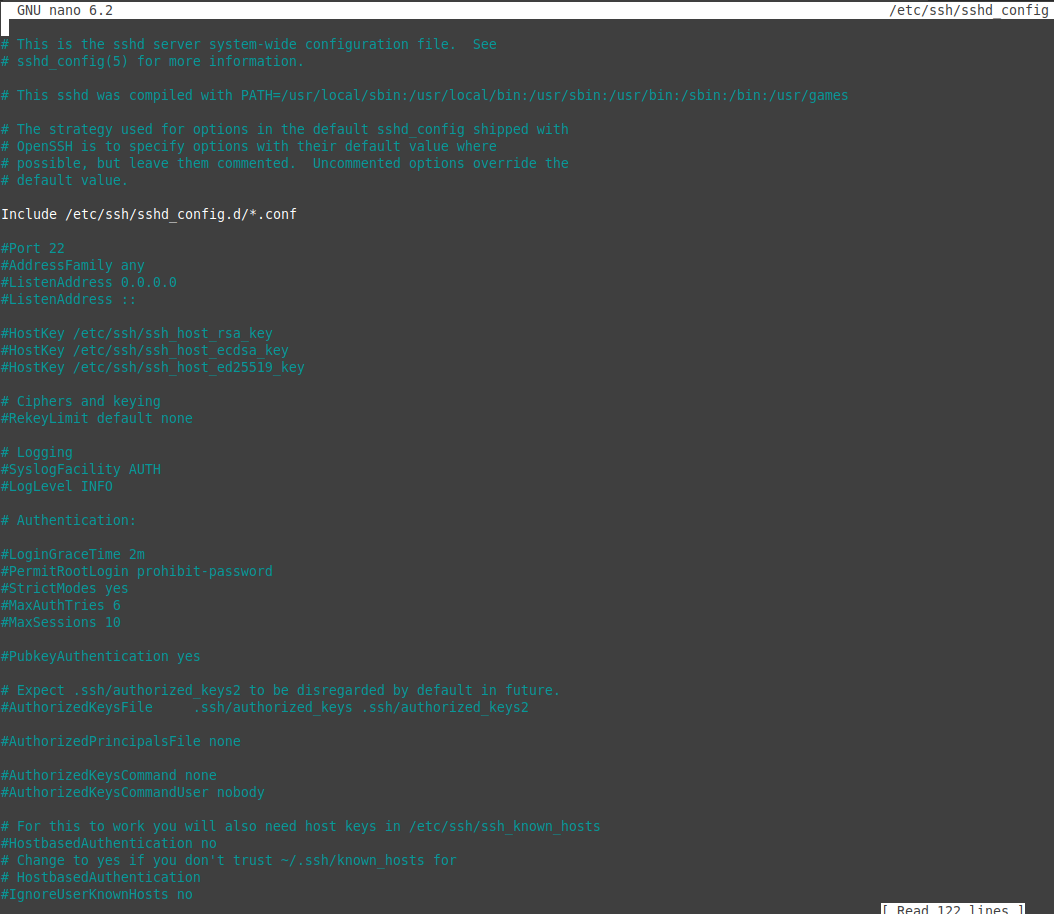 GNU nano 6.2 /etc/ssh/sshd_config
# This is the sshd server system-wide configuration file.  See
# sshd_config(5) for more information.
# This sshd was compiled with PATH=/usr/local/sbin:/usr/local/bin:/usr/sbin:/usr/bin:/sbin:/bin:/usr/games
# The strategy used for options in the default sshd_config shipped with
# OpenSSH is to specify options with their default value where
# possible, but leave them commented.  Uncommented options override the
# default value.
Include /etc/ssh/sshd_config.d/*.conf
#Port 22
#AddressFamily any
#ListenAddress 0.0.0.0
#ListenAddress ::
#HostKey /etc/ssh/ssh_host_rsa_key
#HostKey /etc/ssh/ssh_host_ecdsa_key
#HostKey /etc/ssh/ssh_host_ed25519_key
# Ciphers and keying
#RekeyLimit default none
# Logging
#SyslogFacility AUTH
#LogLevel INFO
# Authentication:
#LoginGraceTime 2m
#PermitRootLogin prohibit-password
#StrictModes yes
#MaxAuthTries 6
#MaxSessions 10
#PubkeyAuthentication yes
# Expect .ssh/authorized_keys2 to be disregarded by default in future.
#AuthorizedKeysFile     .ssh/authorized_keys .ssh/authorized_keys2
#AuthorizedPrincipalsFile none
#AuthorizedKeysCommand none
#AuthorizedKeysCommandUser nobody
# For this to work you will also need host keys in /etc/ssh/ssh_known_hosts
#HostbasedAuthentication no
# Change to yes if you don't trust ~/.ssh/known_hosts for
# HostbasedAuthentication
#IgnoreUserKnownHosts no
[ Read 122 lines ]